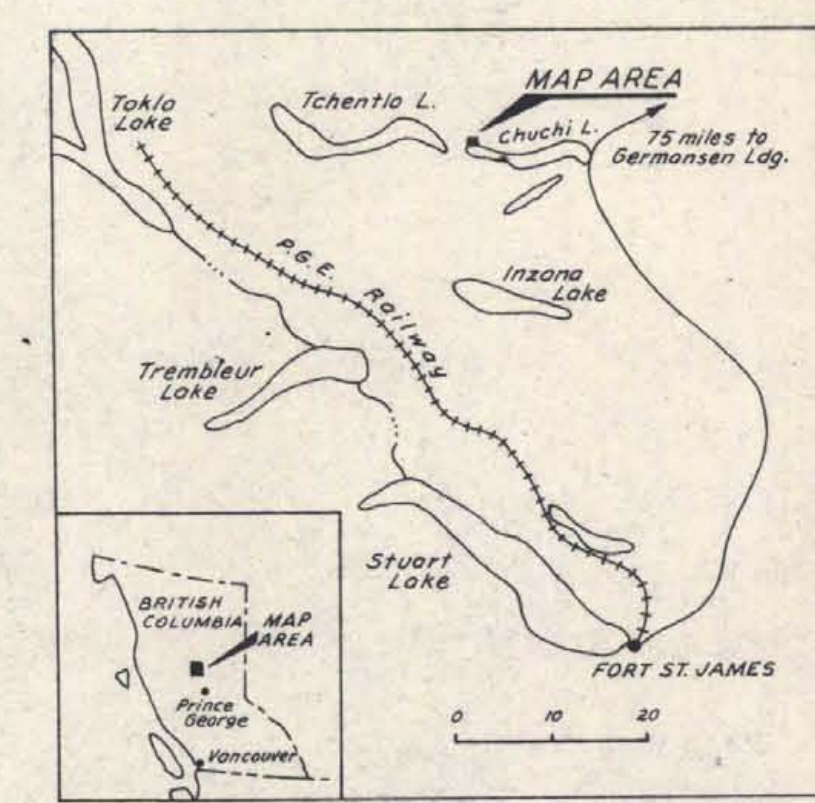 MAP AREA
Takla
Lake
Tchentlo L.
Chuchi L.
75 miles to
Germansen Ldg.
P.G.E. Railway
Inzana
Lake
Trembleur
Lake
Stuart
Lake
FORT ST. JAMES
0 10 20
BRITISH
COLUMBIA
MAP
AREA
Prince
George
Vancouver